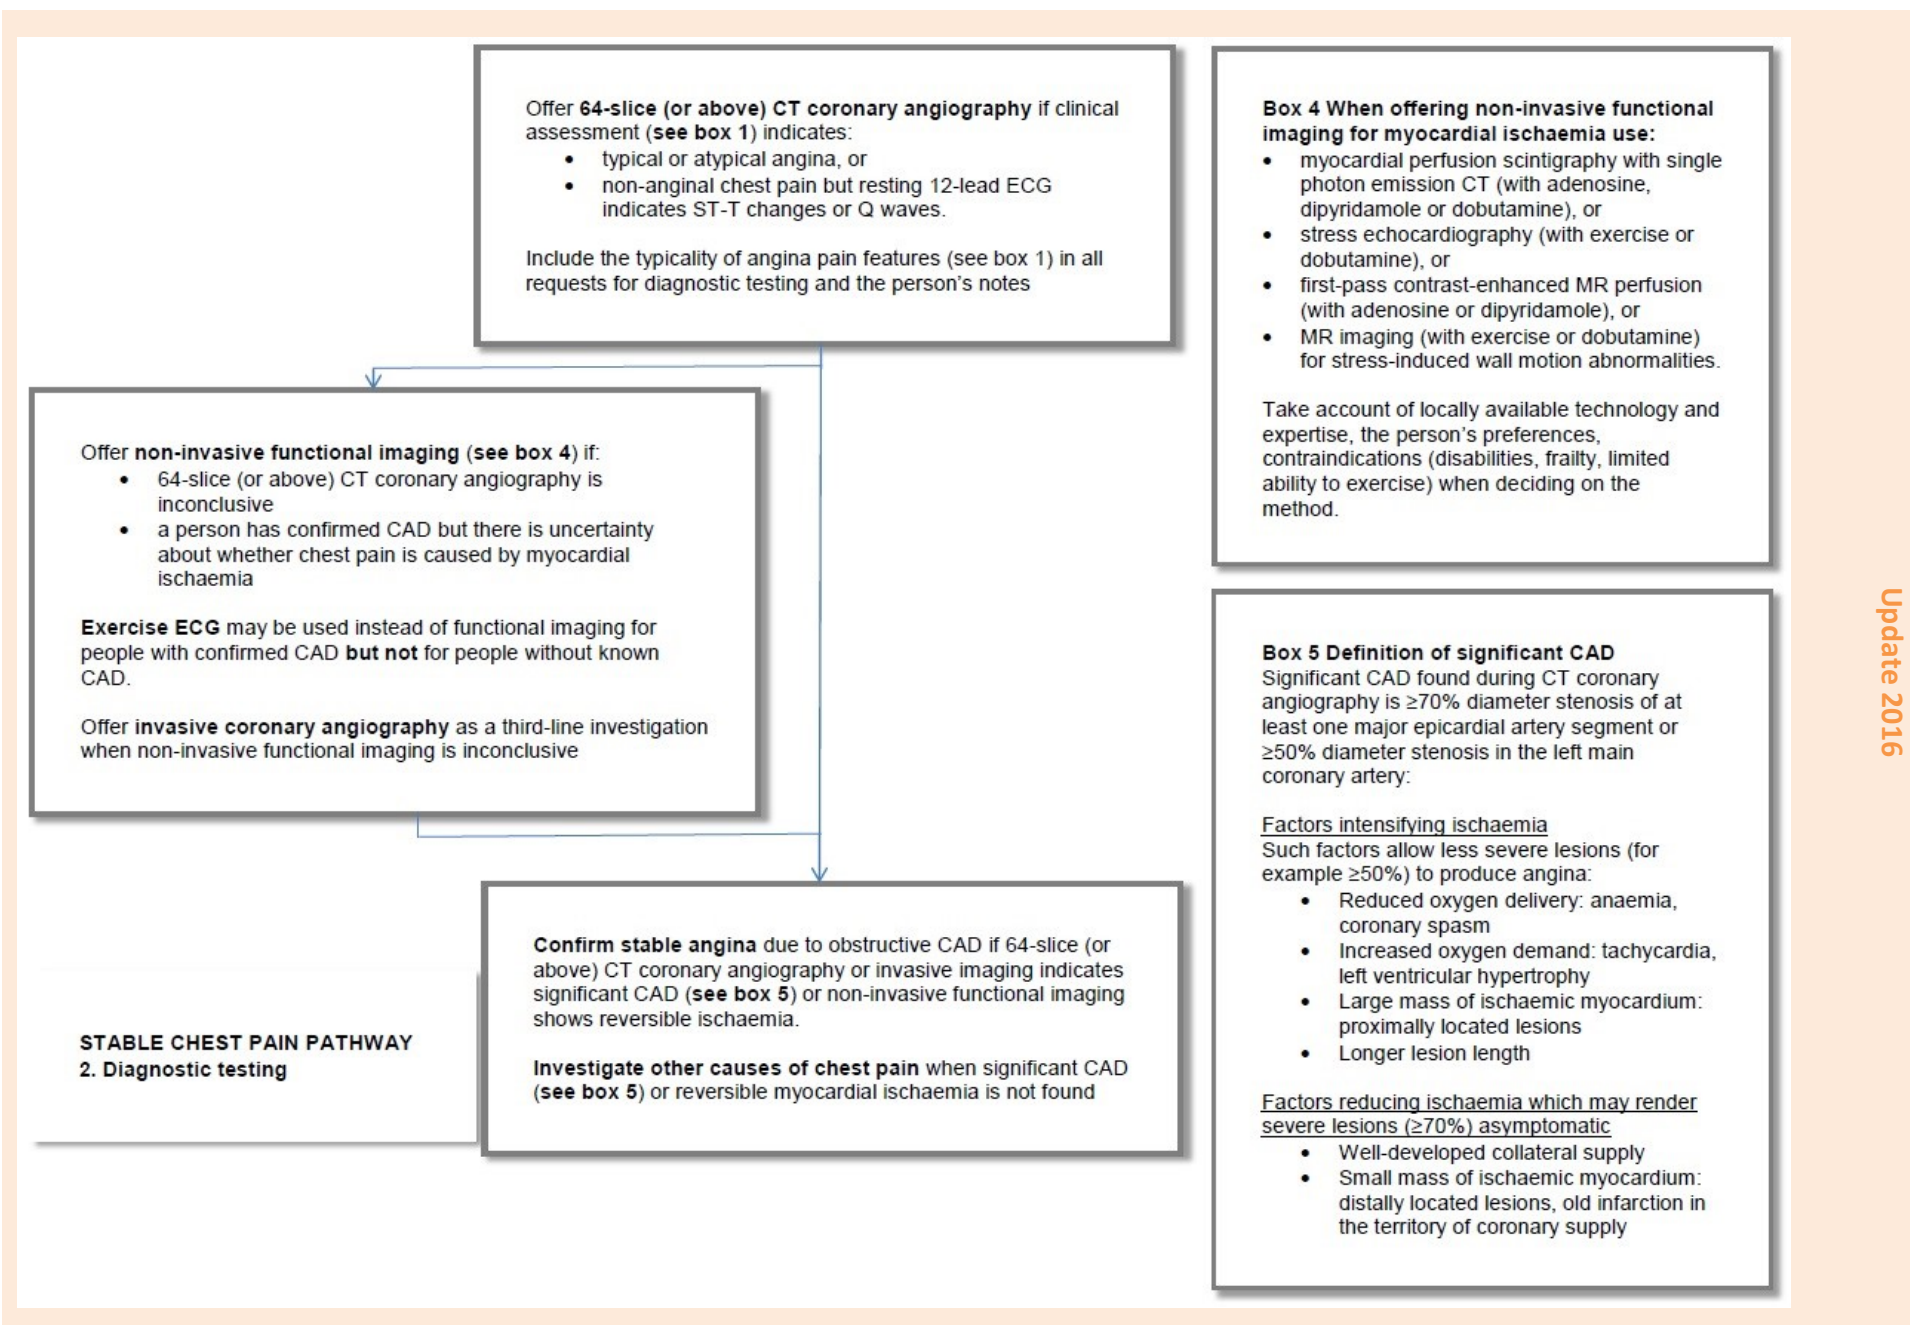 Offer 64-slice (or above) CT coronary angiography if clinical
assessment (see box 1) indicates:
• typical or atypical angina, or
• non-anginal chest pain but resting 12-lead ECG
indicates ST-T changes or Q waves.
Include the typicality of angina pain features (see box 1) in all
requests for diagnostic testing and the person's notes
Offer non-invasive functional imaging (see box 4) if:
• 64-slice (or above) CT coronary angiography is
inconclusive
• a person has confirmed CAD but there is uncertainty
about whether chest pain is caused by myocardial
ischaemia
Exercise ECG may be used instead of functional imaging for
people with confirmed CAD but not for people without known
CAD.
Offer invasive coronary angiography as a third-line investigation
when non-invasive functional imaging is inconclusive
Confirm stable angina due to obstructive CAD if 64-slice (or
above) CT coronary angiography or invasive imaging indicates
significant CAD (see box 5) or non-invasive functional imaging
shows reversible ischaemia.
Investigate other causes of chest pain when significant CAD
(see box 5) or reversible myocardial ischaemia is not found
STABLE CHEST PAIN PATHWAY
2. Diagnostic testing
Box 4 When offering non-invasive functional
imaging for myocardial ischaemia use:
• myocardial perfusion scintigraphy with single
photon emission CT (with adenosine,
dipyridamole or dobutamine), or
• stress echocardiography (with exercise or
dobutamine), or
• first-pass contrast-enhanced MR perfusion
(with adenosine or dipyridamole), or
• MR imaging (with exercise or dobutamine)
for stress-induced wall motion abnormalities.
Take account of locally available technology and
expertise, the person's preferences,
contraindications (disabilities, frailty, limited
ability to exercise) when deciding on the
method.
Box 5 Definition of significant CAD
Significant CAD found during CT coronary
angiography is ≥70% diameter stenosis of at
least one major epicardial artery segment or
≥50% diameter stenosis in the left main
coronary artery:
Factors intensifying ischaemia
Such factors allow less severe lesions (for
example ≥50%) to produce angina:
• Reduced oxygen delivery: anaemia,
coronary spasm
• Increased oxygen demand: tachycardia,
left ventricular hypertrophy
• Large mass of ischaemic myocardium:
proximally located lesions
• Longer lesion length
Factors reducing ischaemia which may render
severe lesions (≥70%) asymptomatic
• Well-developed collateral supply
• Small mass of ischaemic myocardium:
distally located lesions, old infarction in
the territory of coronary supply
Update 2016